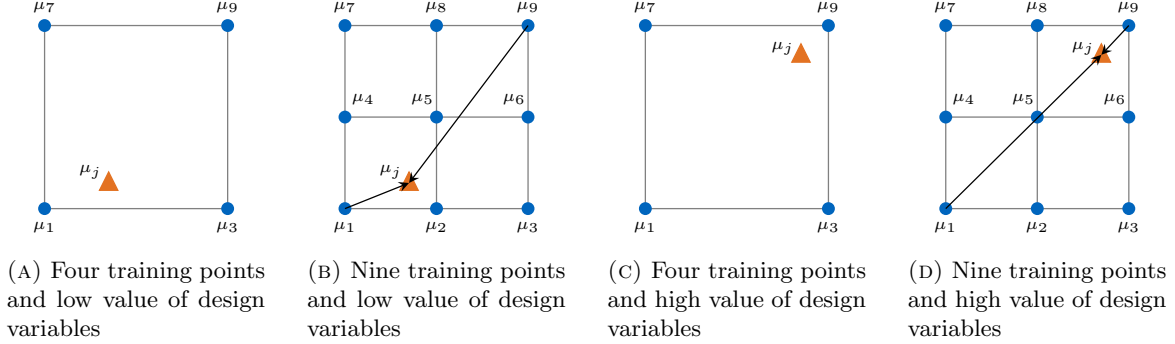 μ7 μ9
μj
μ1 μ3
(A) Four training points
and low value of design
variables
μ7 μ8 μ9
μ4 μ5 μ6
μj
μ1 μ2 μ3
(B) Nine training points
and low value of design
variables
μ7 μ9
μj
μ1 μ3
(C) Four training points
and high value of design
variables
μ7 μ8 μ9
μj
μ4 μ5 μ6
μ1 μ2 μ3
(D) Nine training points
and high value of design
variables